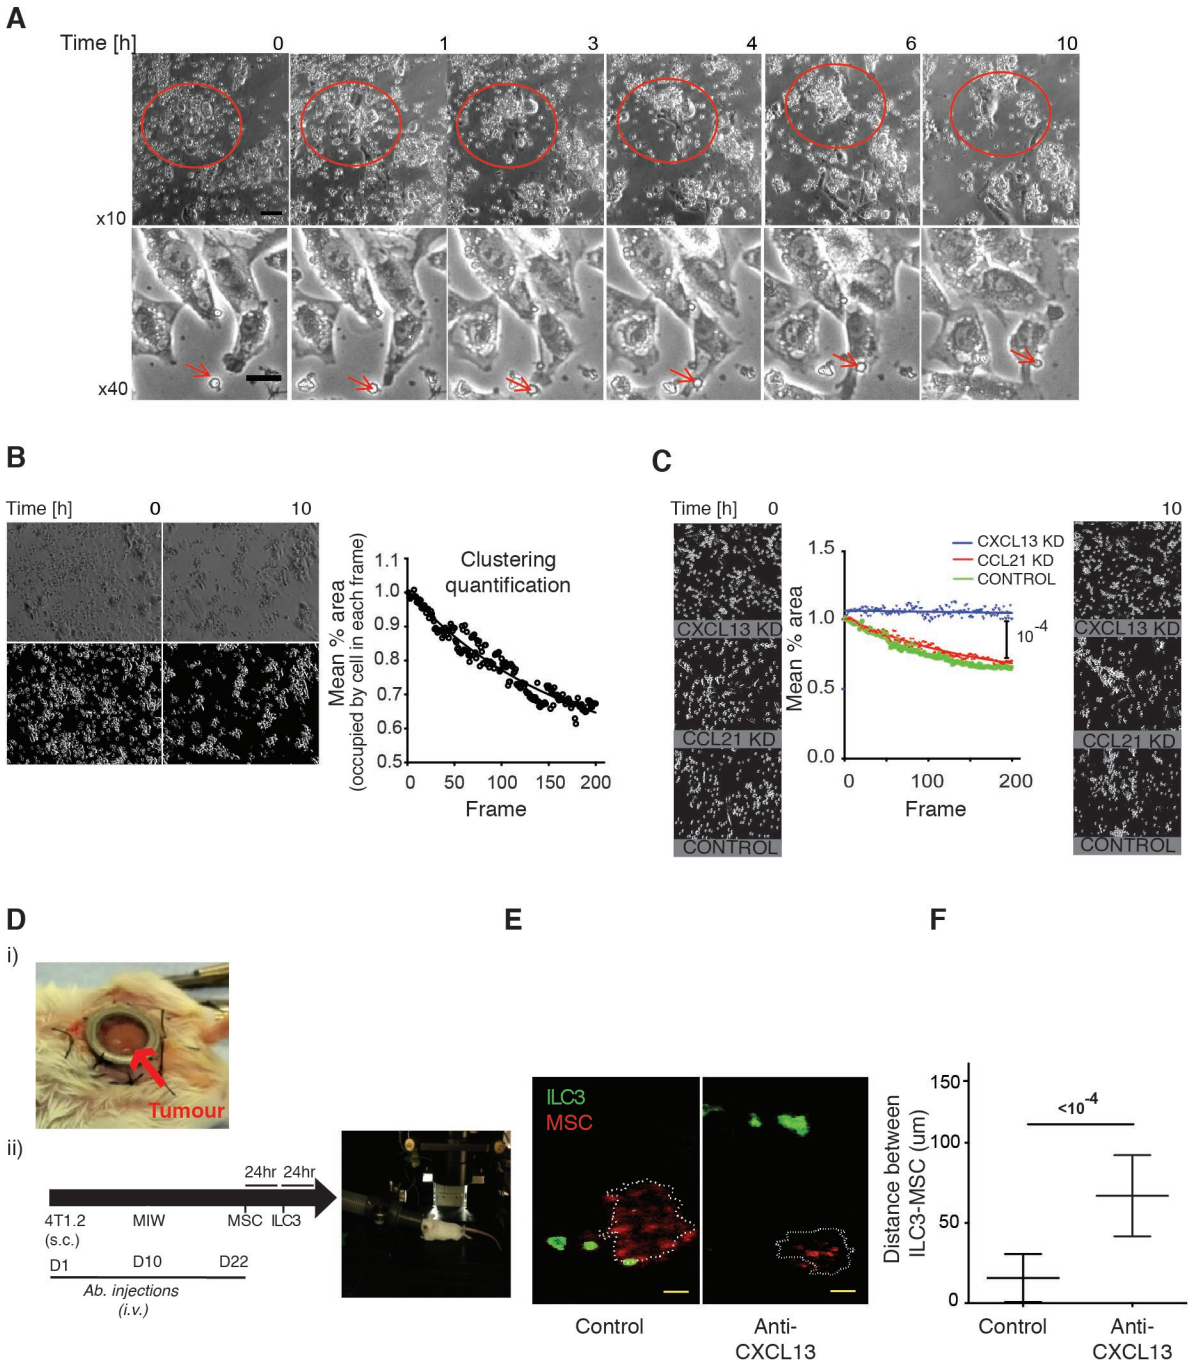 A
Time [h] 0 1 3 4 6 10
x10
x40
B
Time [h] 0 10
Clustering
quantification
Mean % area
(occupied by cell in each frame)
1.1
1.0
0.9
0.8
0.7
0.6
0.5
0 50 100 150 200
Frame
C
Time [h] 0
10
CXCL13 KD
CCL21 KD
CONTROL
CXCL13 KD
CCL21 KD
CONTROL
Mean % area
1.5
1.0
0.5
0.0
10-4
0 100 200
Frame
CXCL13 KD
CCL21 KD
CONTROL
D
i)
Tumour
ii)
24hr 24hr
4T1.2 MIW MSC ILC3
(s.c.)
D1 D10 D22
Ab. injections
(i.v.)
E
ILC3
MSC
Control
Anti-
CXCL13
F
Distance between
ILC3-MSC (um)
150
100
50
0
<10-4
Control
Anti-
CXCL13